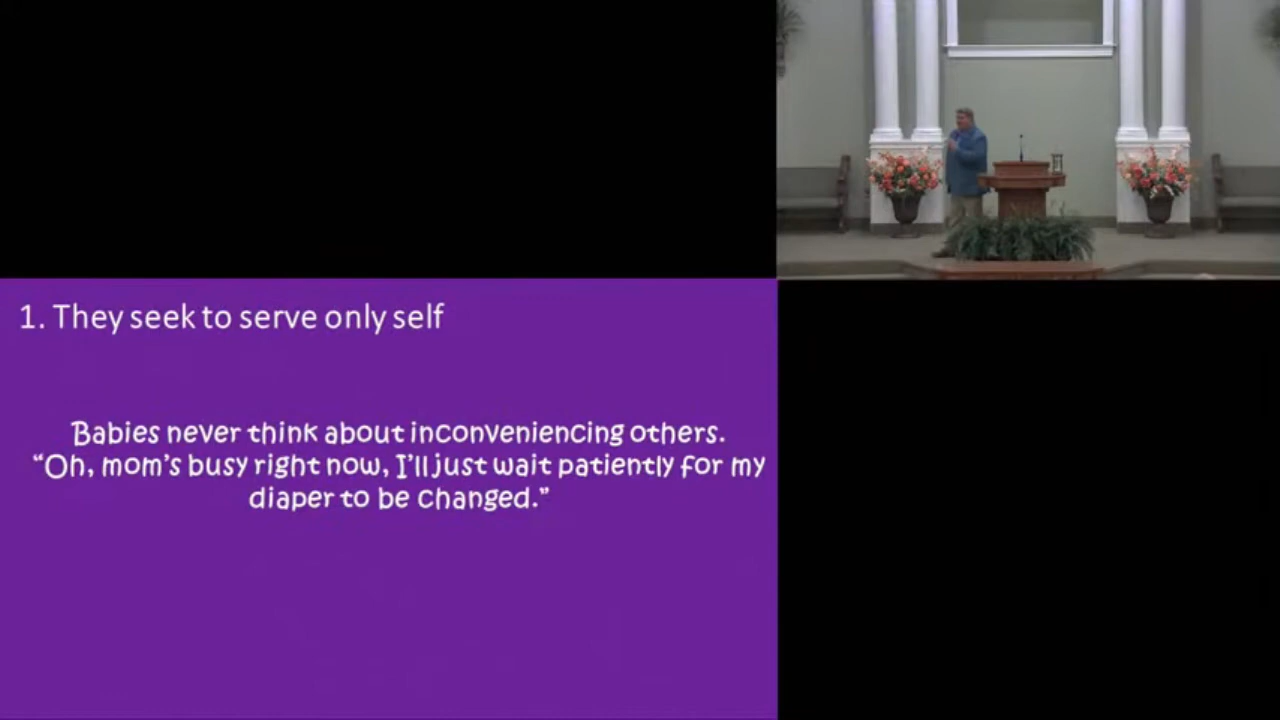 1. They seek to serve only self
Babies never think about inconveniencing others.
“Oh, mom’s busy right now, I’ll just wait patiently for my
diaper to be changed.”